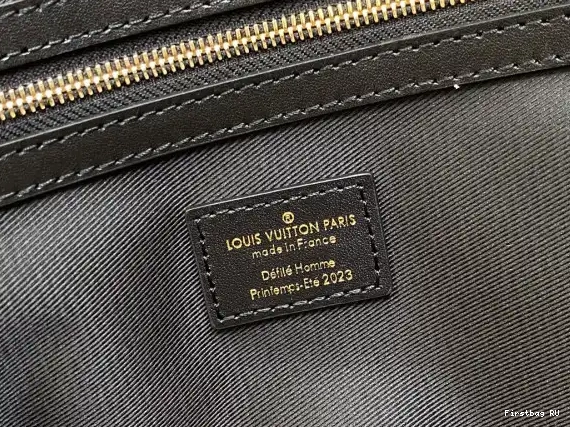 ®
LOUIS VUITTON PARIS
made in France
Défilé Homme
Printemps-Eté 2023
Firstbag RU